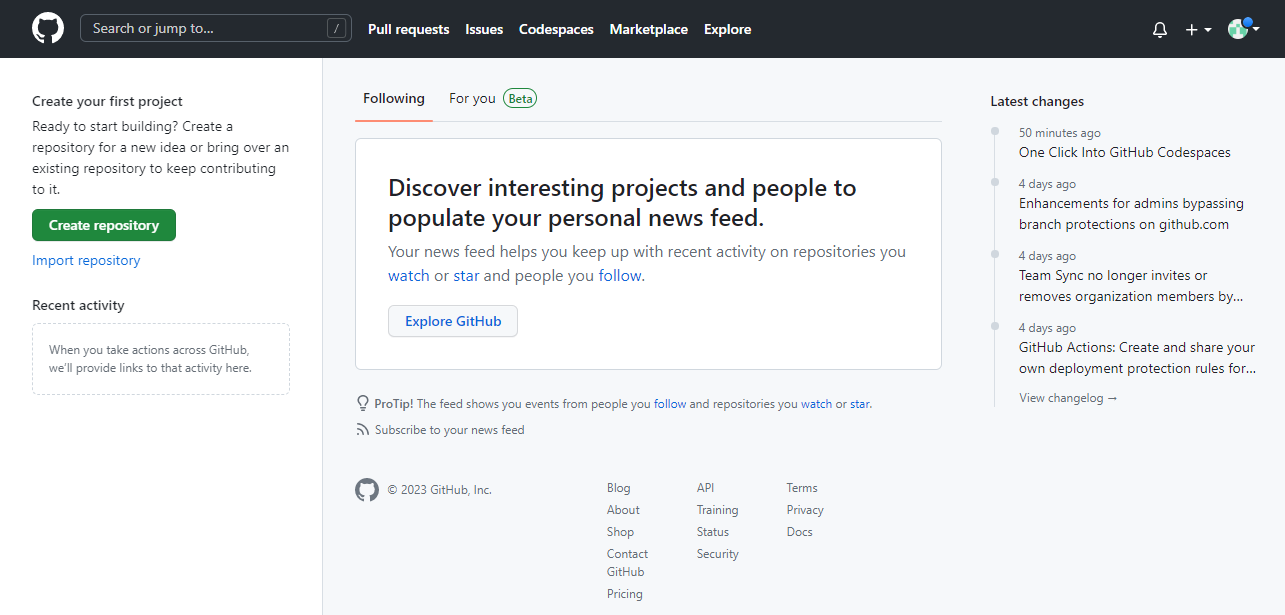 Search or jump to... /
Pull requests
Issues
Codespaces
Marketplace
Explore
Create your first project
Ready to start building? Create a
repository for a new idea or bring over an
existing repository to keep contributing
to it.
Create repository
Import repository
Recent activity
When you take actions across GitHub,
we'll provide links to that activity here.
Following
For you Beta
Discover interesting projects and people to
populate your personal news feed.
Your news feed helps you keep up with recent activity on repositories you
watch or star and people you follow.
Explore GitHub
ProTip! The feed shows you events from people you follow and repositories you watch or star.
Subscribe to your news feed
© 2023 GitHub, Inc.
Blog
About
Shop
Contact
GitHub
Pricing
API
Training
Status
Security
Terms
Privacy
Docs
Latest changes
50 minutes ago
One Click Into GitHub Codespaces
4 days ago
Enhancements for admins bypassing
branch protections on github.com
4 days ago
Team Sync no longer invites or
removes organization members by...
4 days ago
GitHub Actions: Create and share your
own deployment protection rules for...
View changelog →